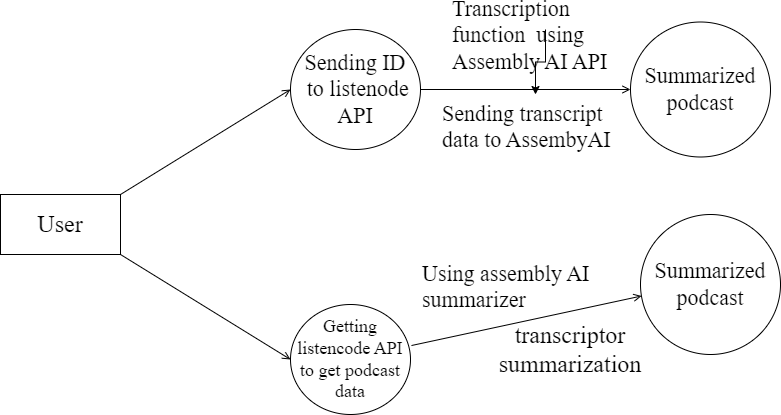 Transcription
function using
Assembly AI API
Sending ID
to listenode
API
Summarized
podcast
Sending transcript
data to AssembyAI
User
Using assembly AI
summarizer
Summarized
podcast
Getting
listencode API
to get podcast
data
transcriptor
summarization